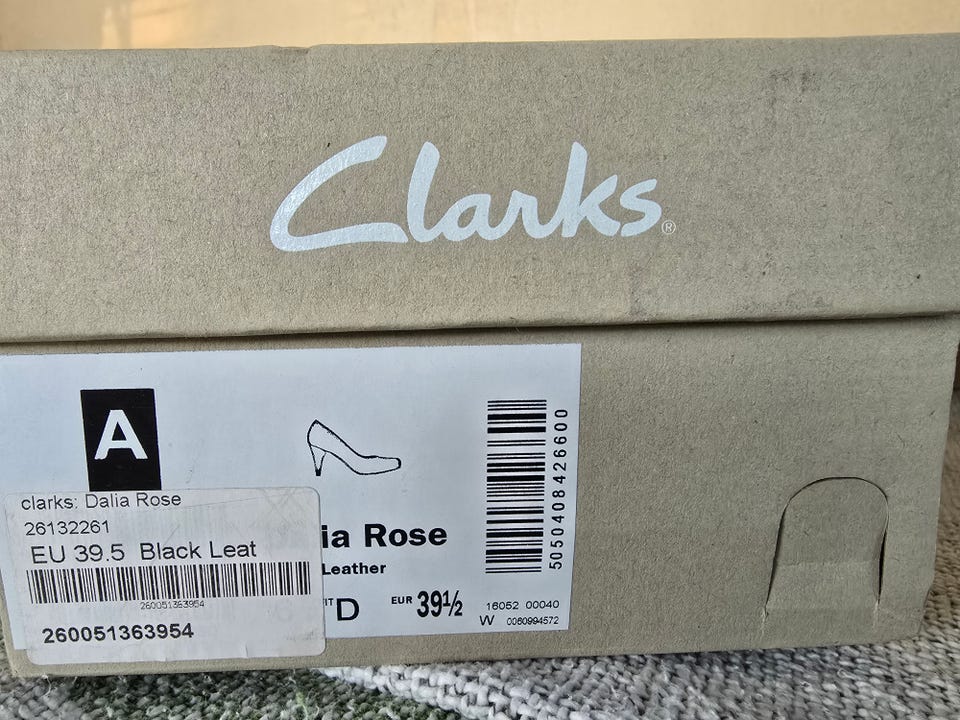 Clarks®
A
clarks: Dalia Rose
26132261
EU 39.5 Black Leat
260051363954
260051363954
ia Rose
Leather
IT D EUR 39½
16052 00040
W 0060994572
5050408426600